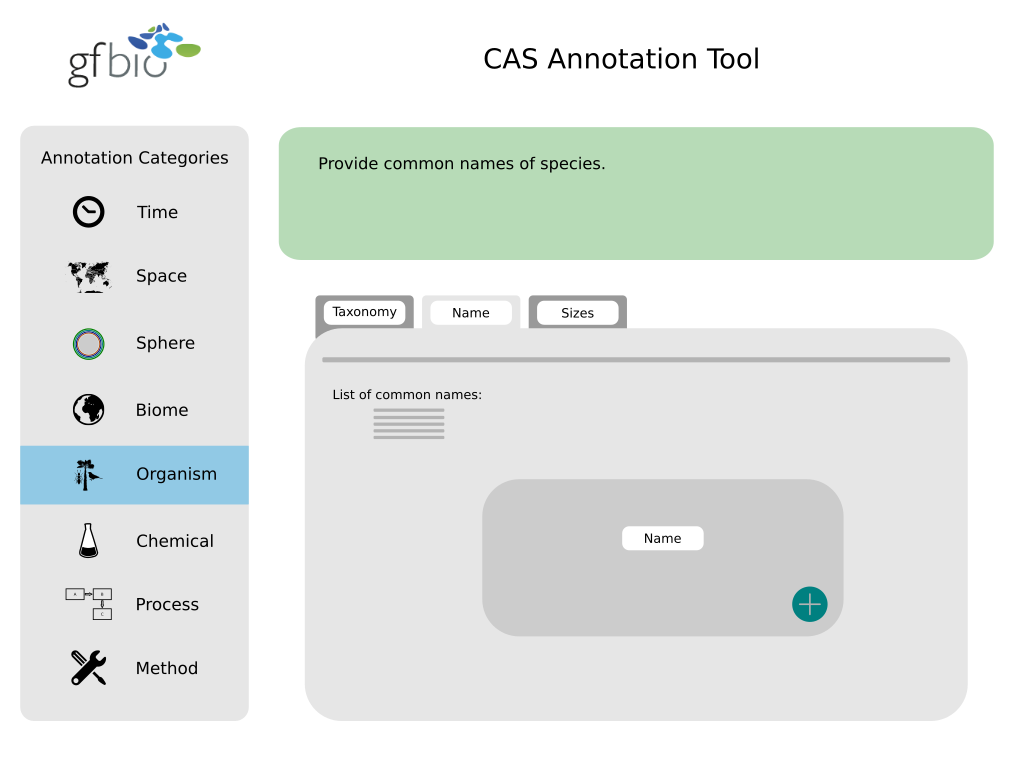 gfbio
CAS Annotation Tool
Annotation Categories
Time
Space
Sphere
Biome
Organism
Chemical
Process
Method
A
B
C
Provide common names of species.
Taxonomy
Name
Sizes
List of common names:
Name